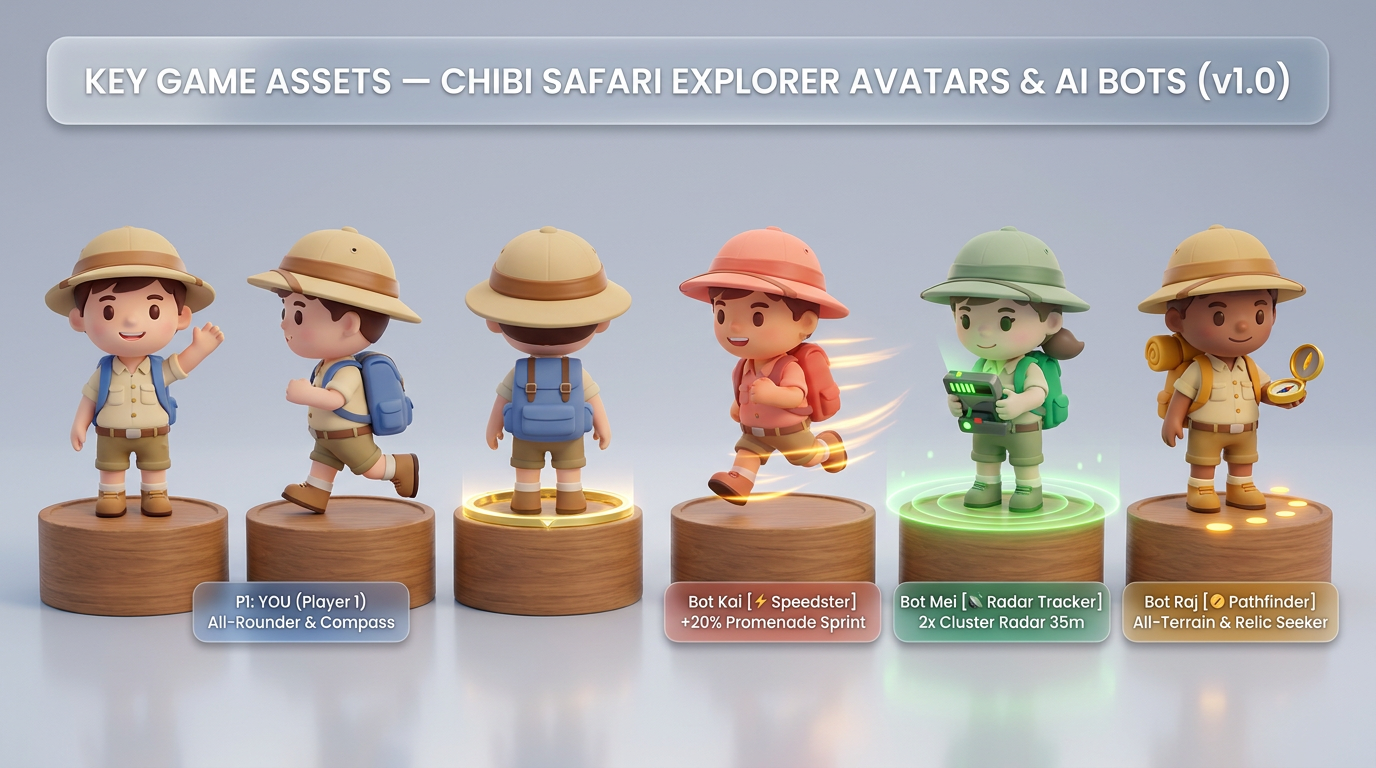 KEY GAME ASSETS — CHIBI SAFARI EXPLORER AVATARS & AI BOTS (v1.0)
P1: YOU (Player 1)
All-Rounder & Compass
Bot Kai [⚡ Speedster]
+20% Promenade Sprint
Bot Mei [📡 Radar Tracker]
2x Cluster Radar 35m
Bot Raj [🧭 Pathfinder]
All-Terrain & Relic Seeker